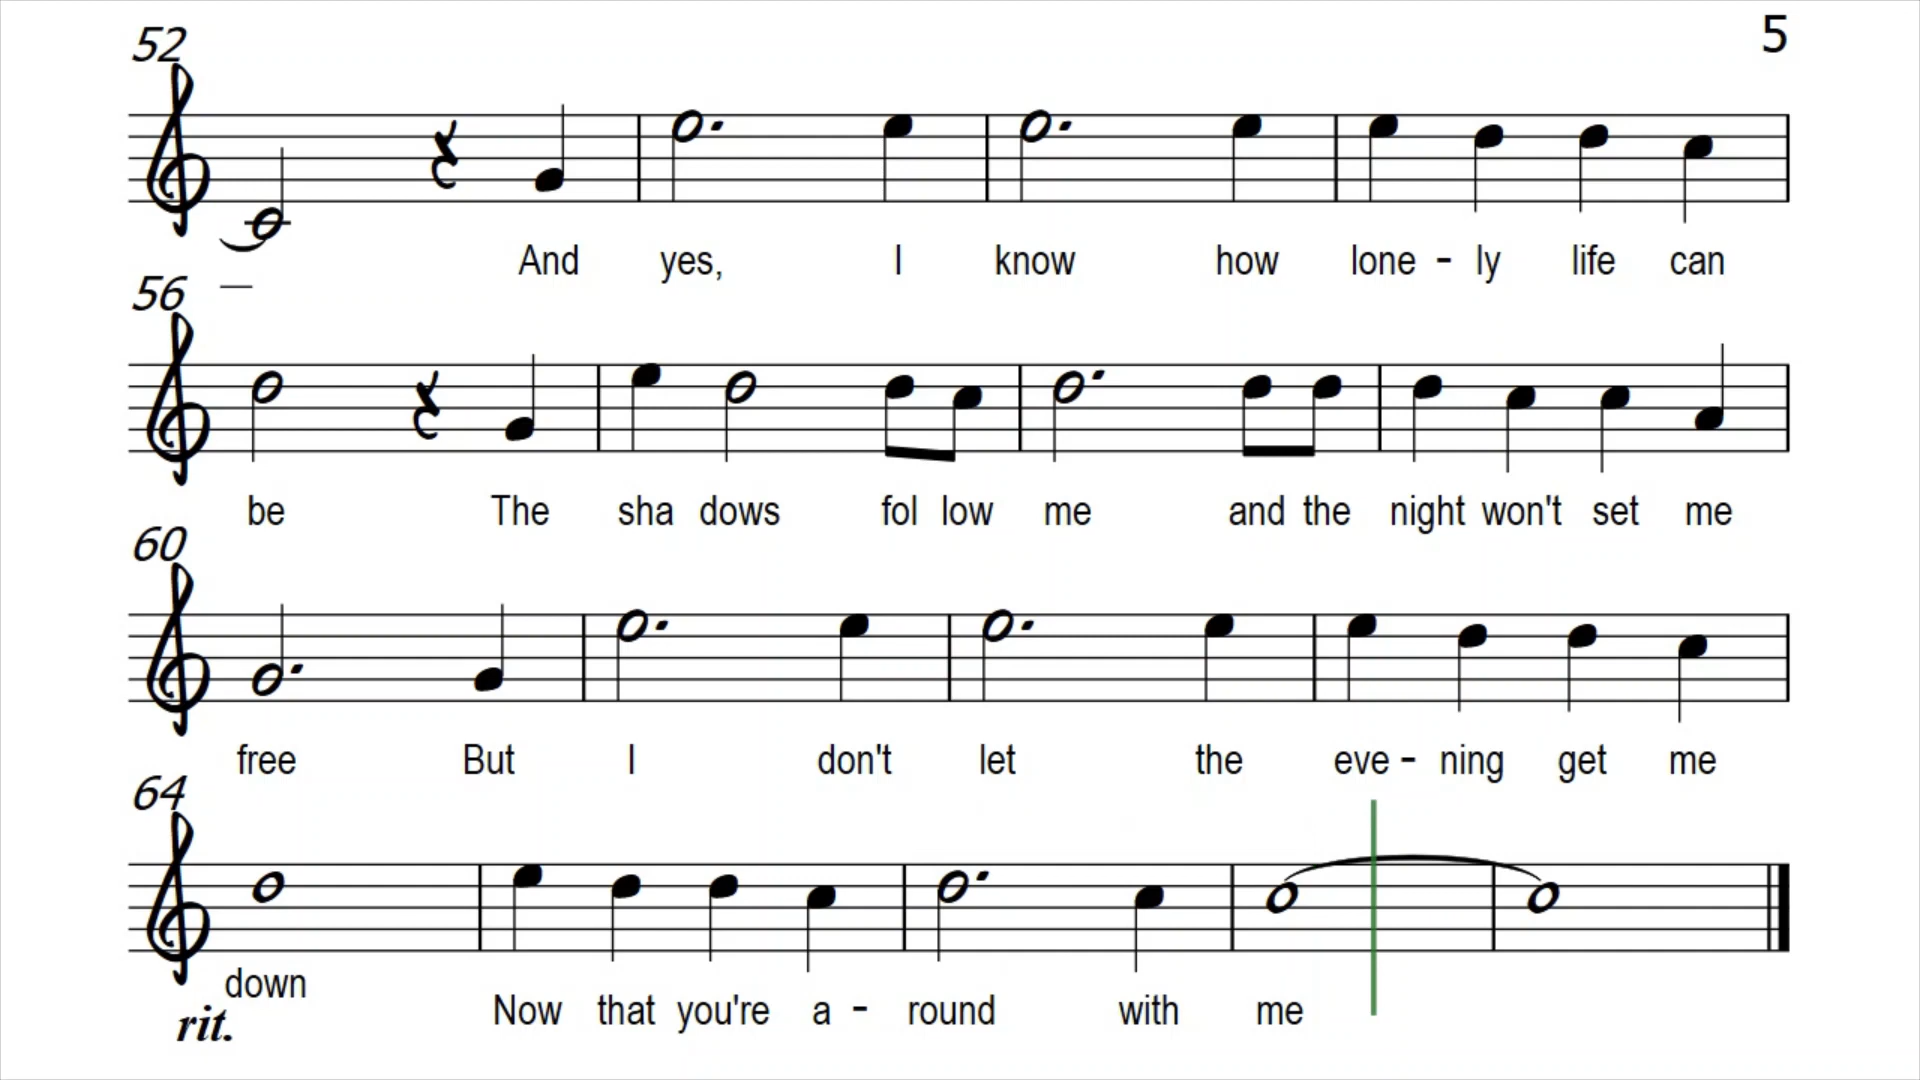 52
5
And yes, I know how lone - ly life can
56
be The sha dows fol low me and the night won't set me
60
free But I don't let the eve - ning get me
64
down Now that you're a - round with me
rit.